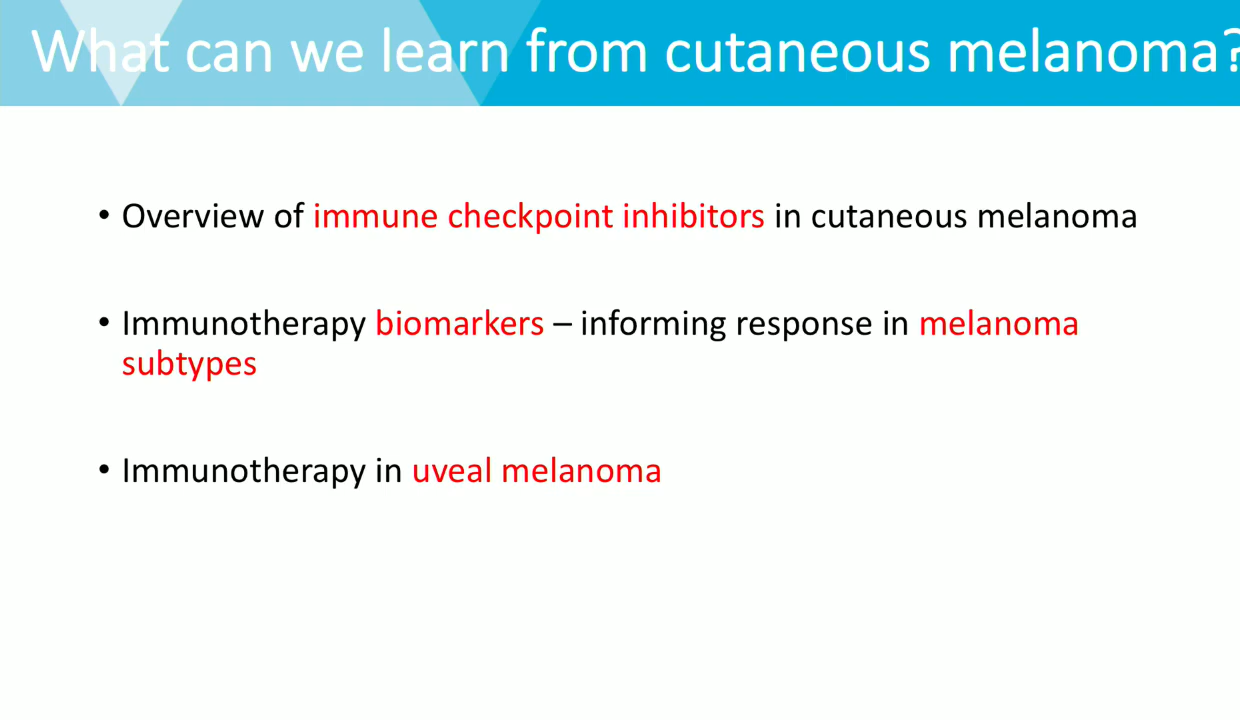 What can we learn from cutaneous melanoma?
• Overview of immune checkpoint inhibitors in cutaneous melanoma
• Immunotherapy biomarkers – informing response in melanoma
subtypes
• Immunotherapy in uveal melanoma